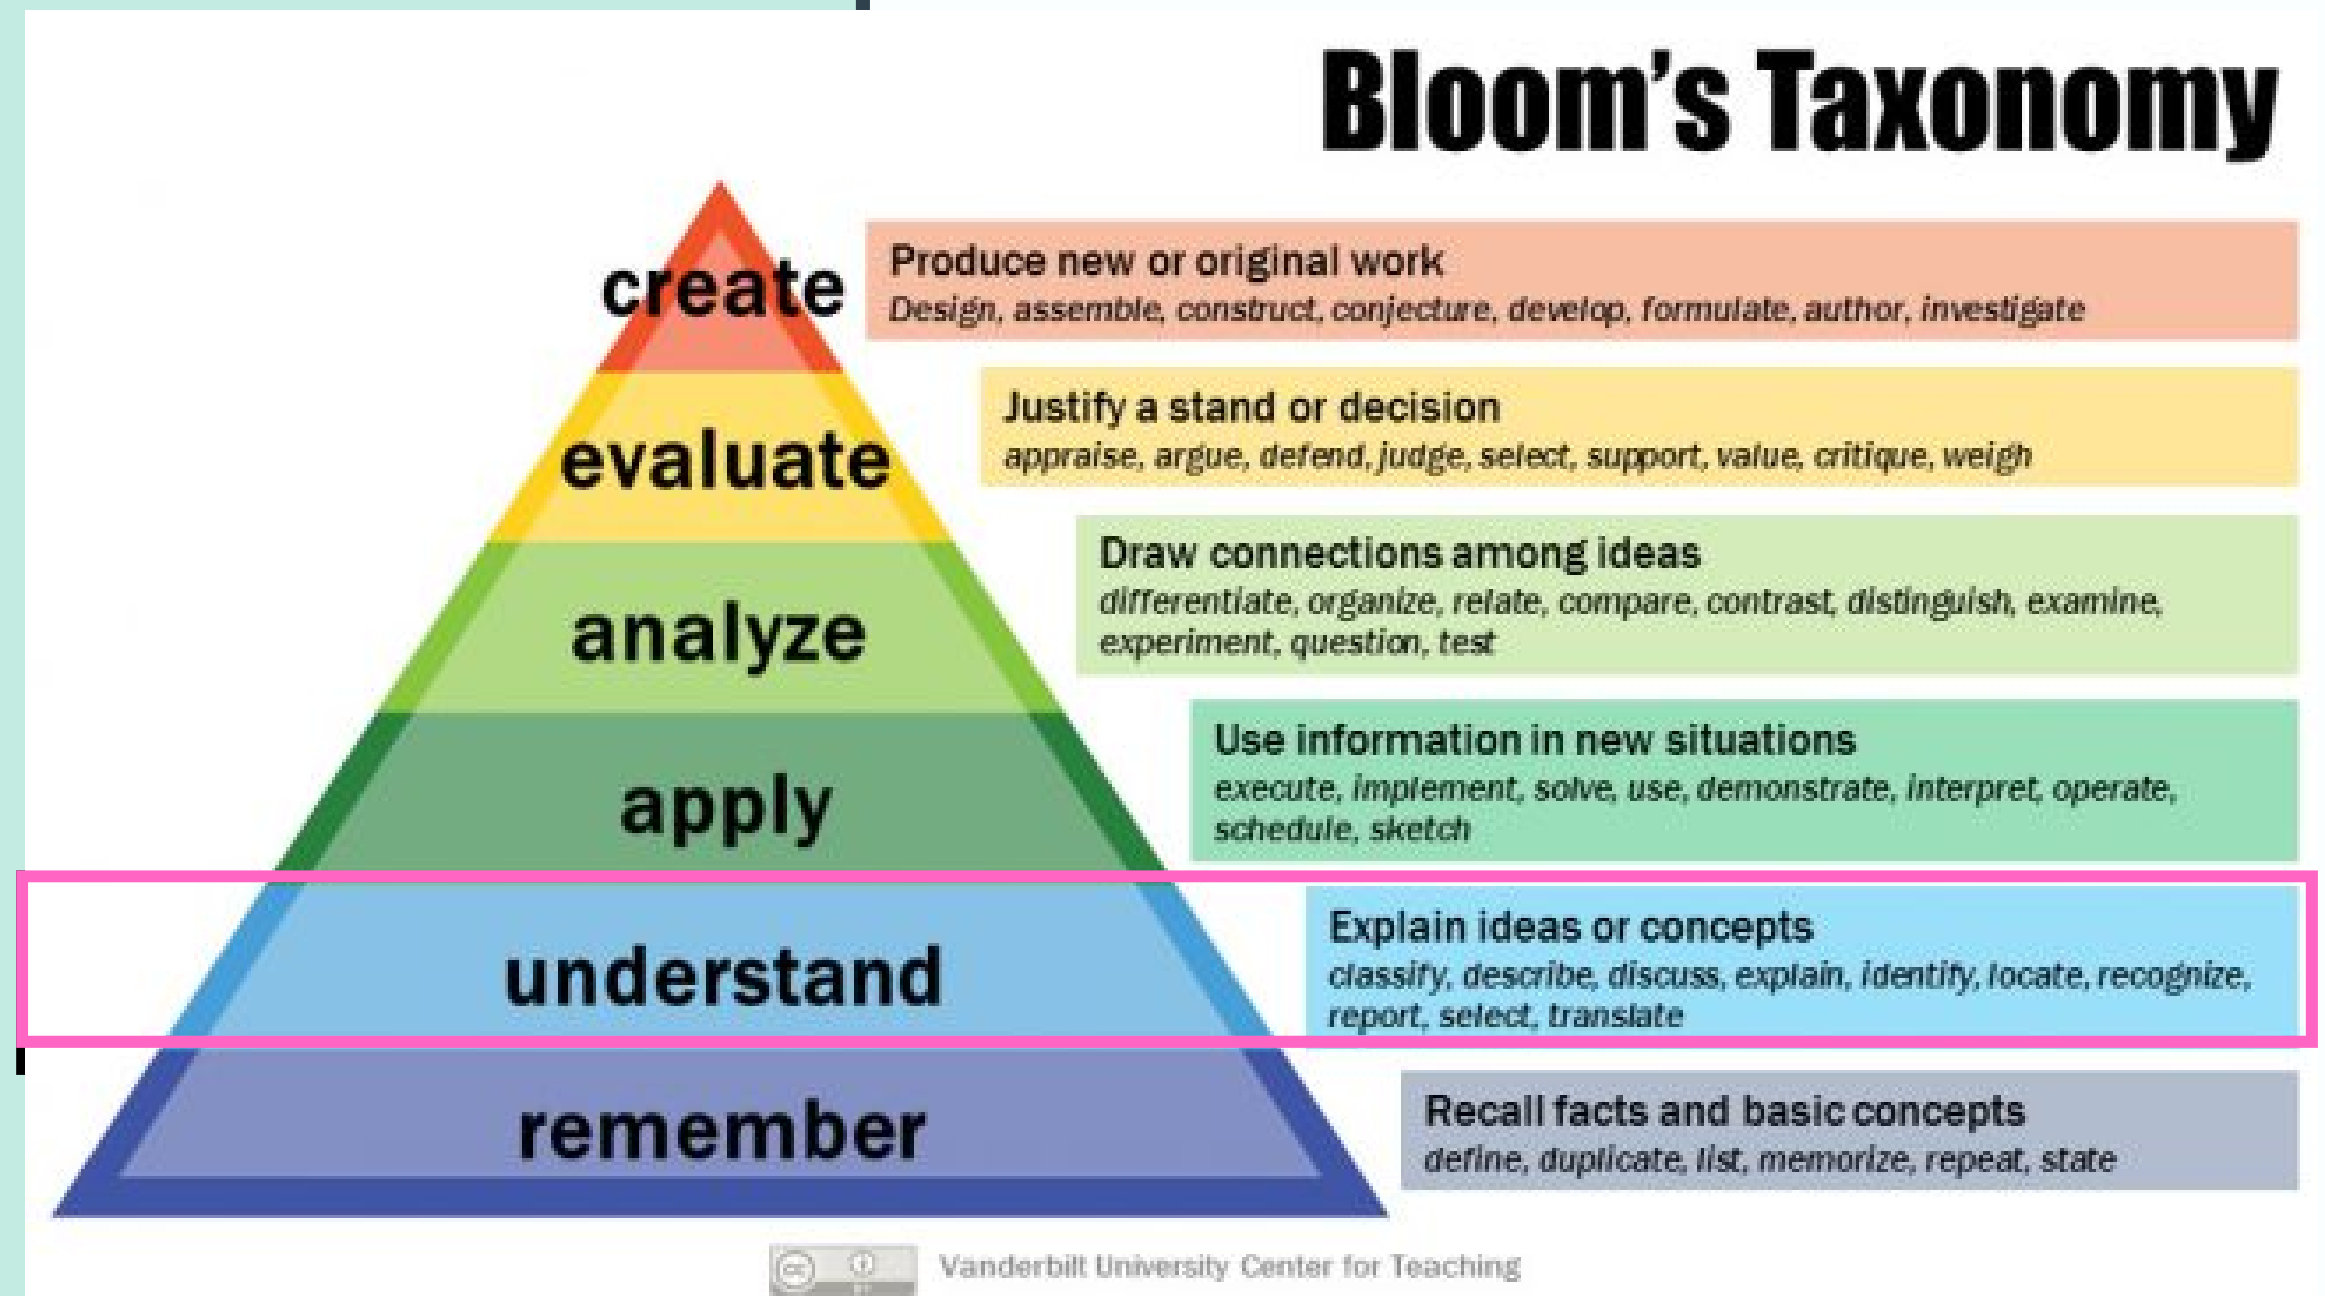 Bloom's Taxonomy
create
Produce new or original work
Design, assemble, construct, conjecture, develop, formulate, author, investigate
evaluate
Justify a stand or decision
appraise, argue, defend, judge, select, support, value, critique, weigh
analyze
Draw connections among ideas
differentiate, organize, relate, compare, contrast, distinguish, examine,
experiment, question, test
apply
Use information in new situations
execute, implement, solve, use, demonstrate, interpret, operate,
schedule, sketch
understand
Explain ideas or concepts
classify, describe, discuss, explain, identify, locate, recognize,
report, select, translate
remember
Recall facts and basic concepts
define, duplicate, list, memorize, repeat, state
cc
Vanderbilt University Center for Teaching